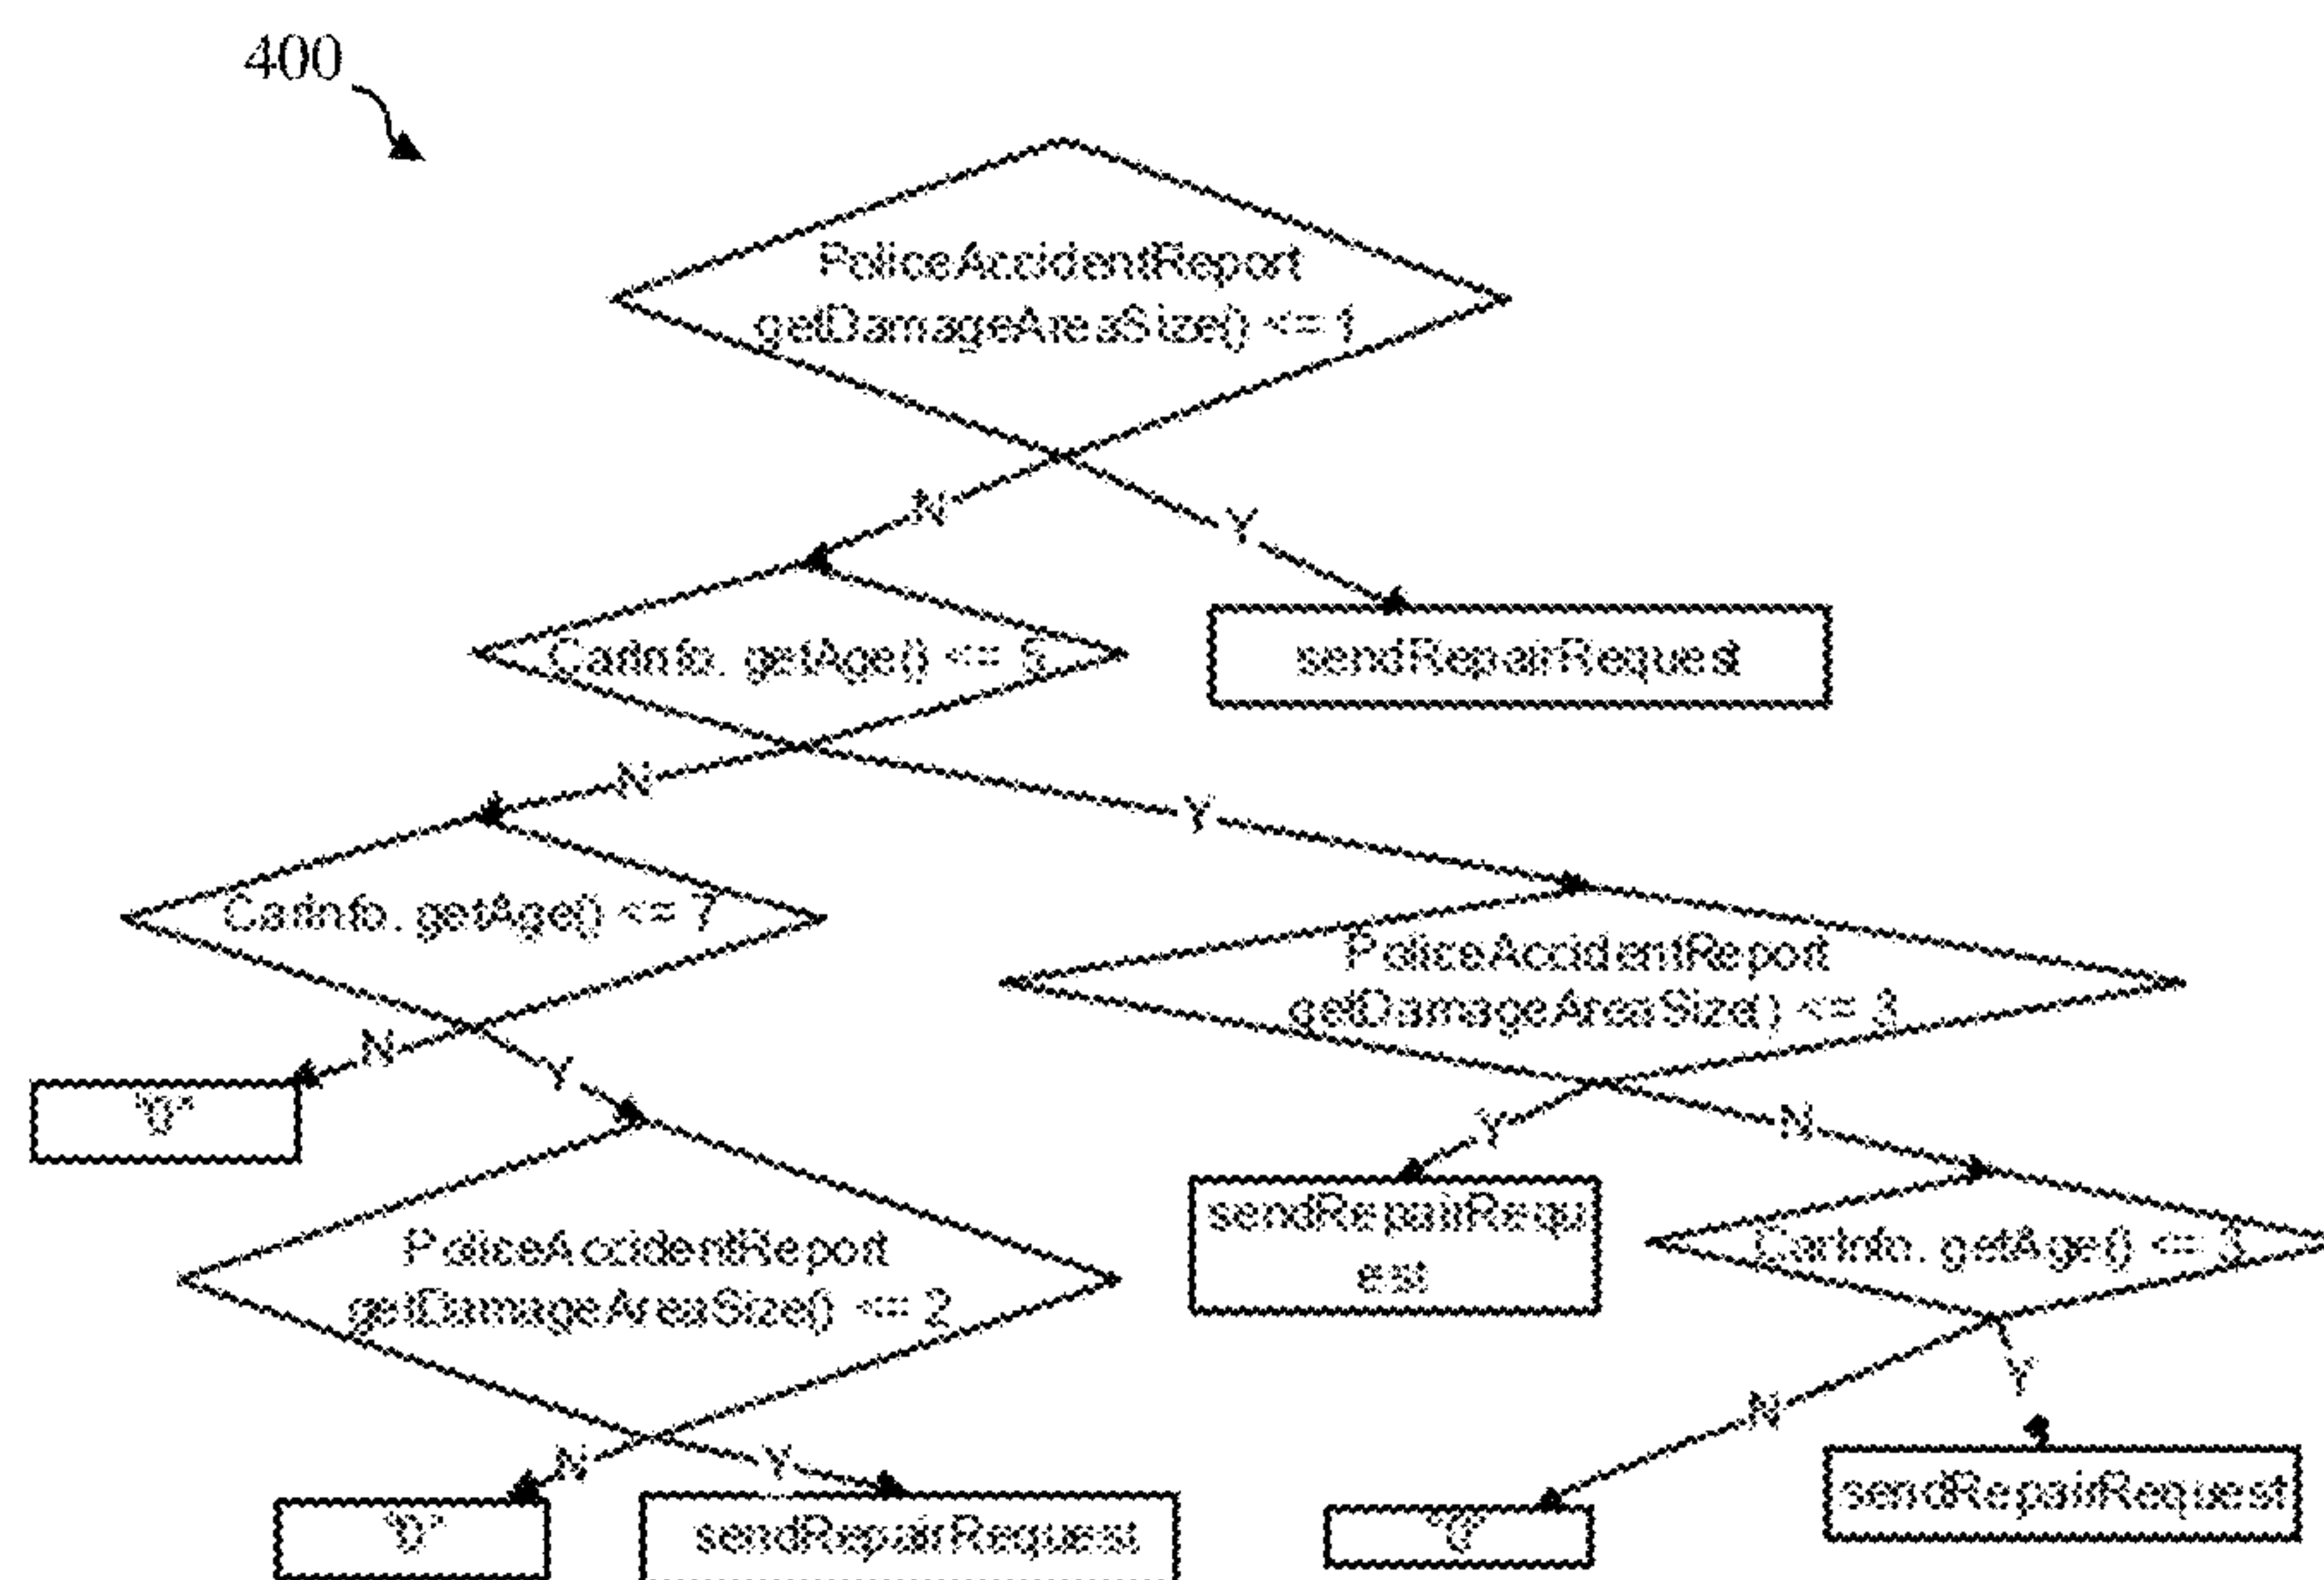 400
PoliceAccidentReport
getDamageAreaSize() <= 1
N
Y
CarInfo. getAge() <= 5
sendRepairRequest
N
Y
CarInfo. getAge() <= 7
PoliceAccidentReport
getDamageAreaSize() <= 3
N
Y
Y
N
"0"
sendRepairRequ
est
CarInfo. getAge() <= 3
PoliceAccidentReport
getDamageAreaSize() <= 2
Y
N
N
Y
sendRepairRequest
"0"
sendRepairRequest
"0"